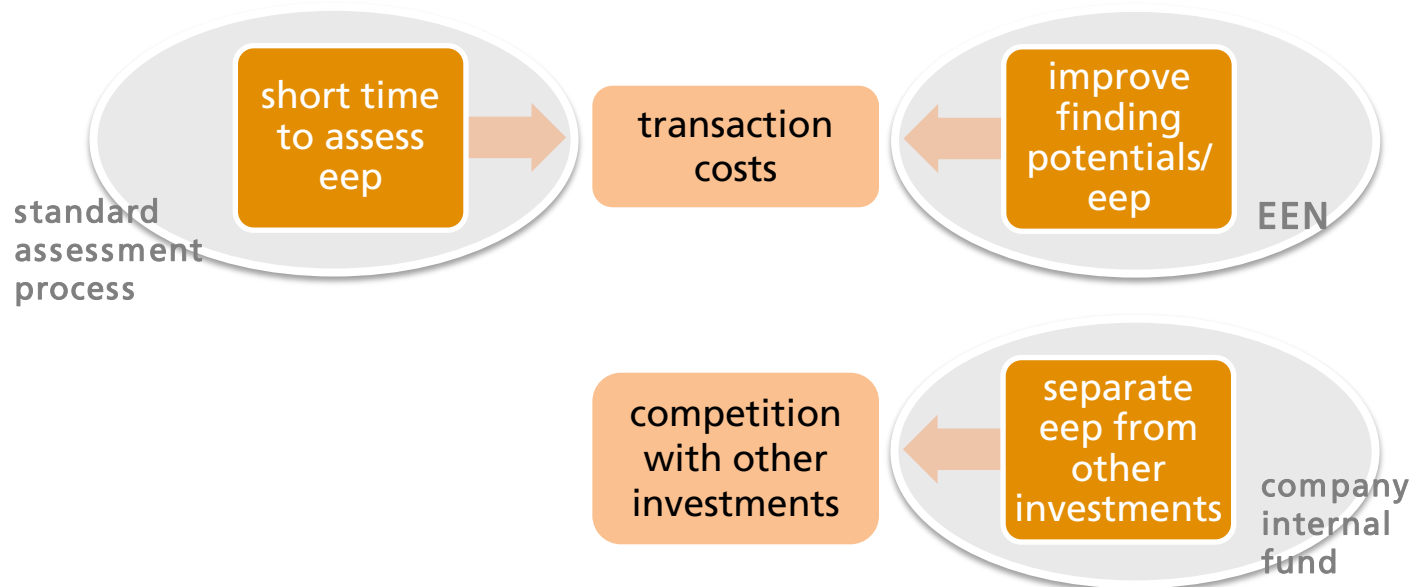 short time
to assess
eep
standard
assessment
process
transaction
costs
improve
finding
potentials/
eep
EEN
competition
with other
investments
separate
eep from
other
investments
company
internal
fund